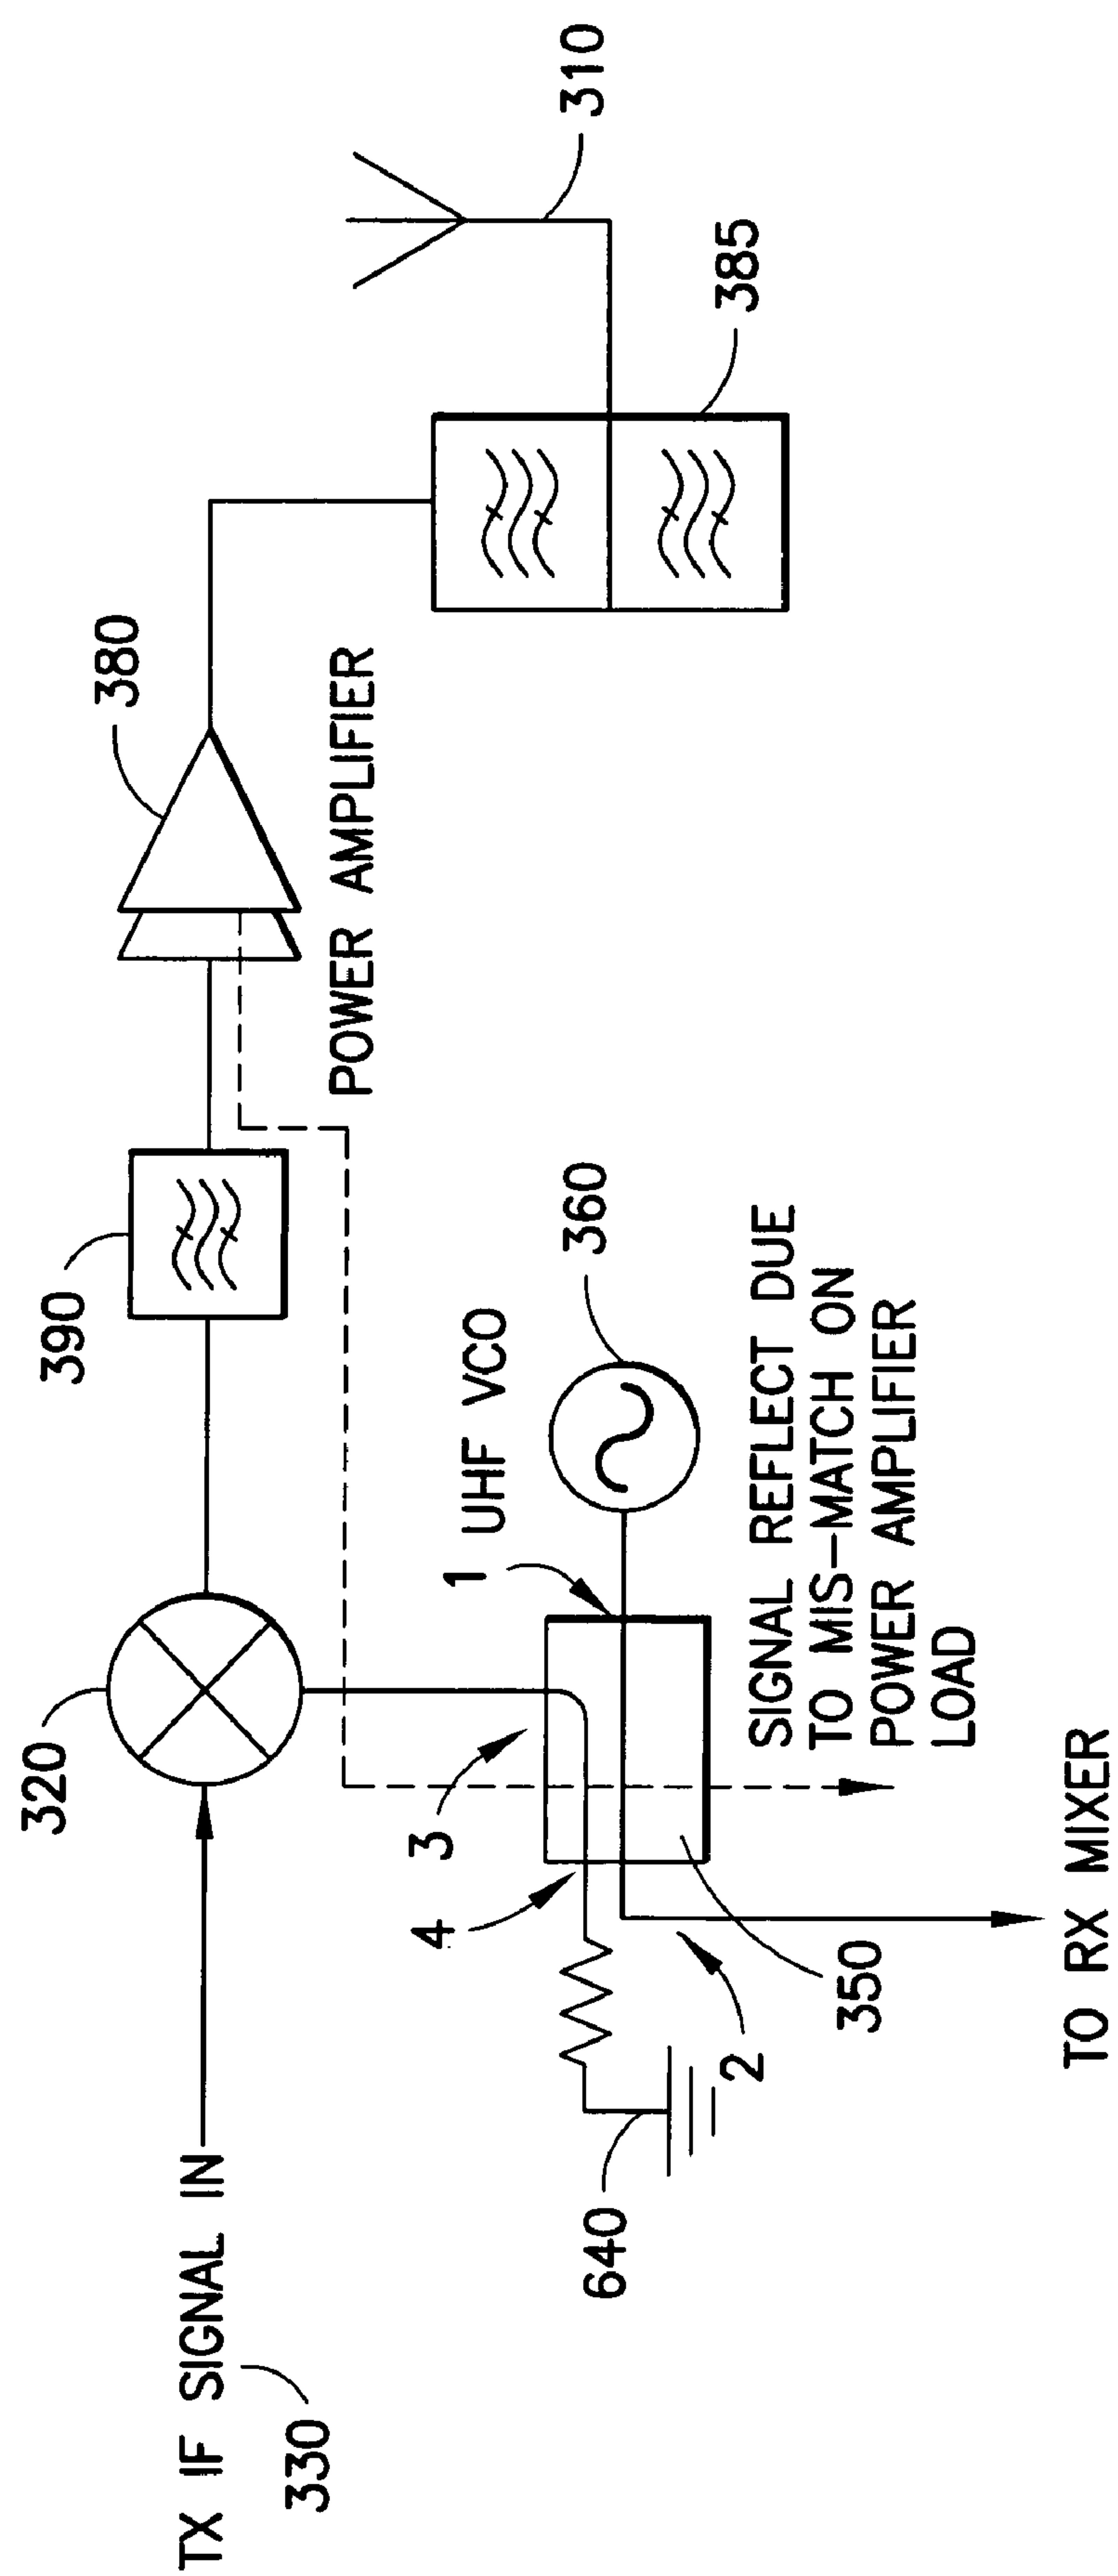 310
385
380
POWER AMPLIFIER
390
360
UHF VCO
1
320
3
4
2
350
SIGNAL REFLECT DUE
TO MIS-MATCH ON
POWER AMPLIFIER
LOAD
TX IF SIGNAL IN
330
640
TO RX MIXER